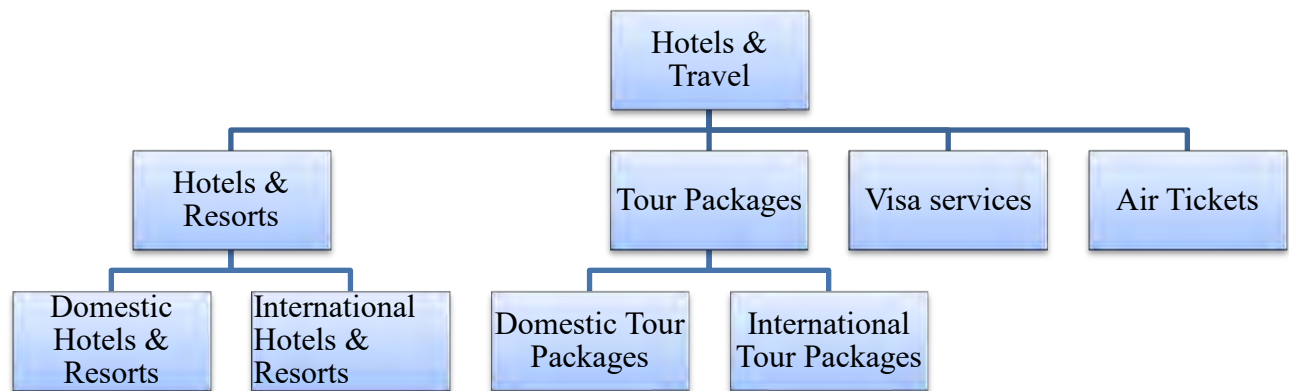 Hotels &
Travel
Hotels &
Resorts
Tour Packages
Visa services
Air Tickets
Domestic
Hotels &
Resorts
International
Hotels &
Resorts
Domestic Tour
Packages
International
Tour Packages